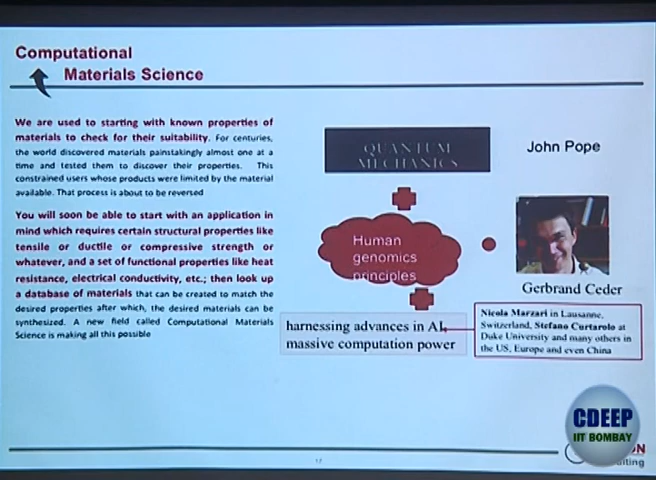 Computational
Materials Science
We are used to starting with known properties of
materials to check for their suitability. For centuries,
the world discovered materials painstakingly almost one at a
time and tested them to discover their properties. This
constrained users whose products were limited by the material
available. That process is about to be reversed
You will soon be able to start with an application in
mind which requires certain structural properties like
tensile or ductile or compressive strength or
whatever, and a set of functional properties like heat
resistance, electrical conductivity, etc.; then look up
a database of materials that can be created to match the
desired properties after which, the desired materials can be
synthesized. A new field called Computational Materials
Science is making all this possible
QUANTUM
MECHANICS
John Pope
Human
genomics
principles
Gerbrand Ceder
harnessing advances in AI,
massive computation power
Nicola Marzari in Lausanne,
Switzerland, Stefano Curtarolo at
Duke University and many others in
the US, Europe and even China
17
CDEEP
IIT BOMBAY